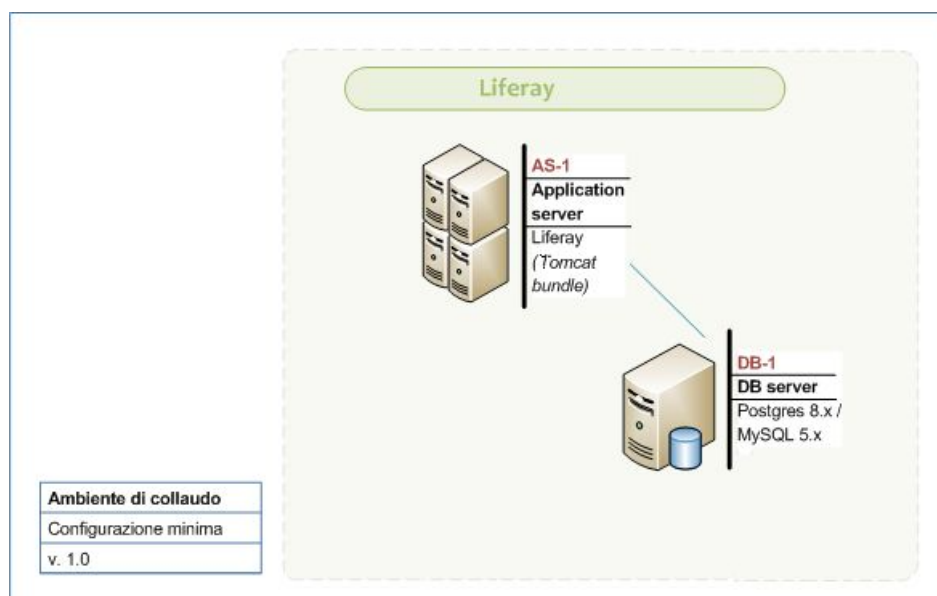 Liferay
AS-1
Application
server
Liferay
(Tomcat
bundle)
DB-1
DB server
Postgres 8.x /
MySQL 5.x
Ambiente di collaudo
Configurazione minima
v. 1.0